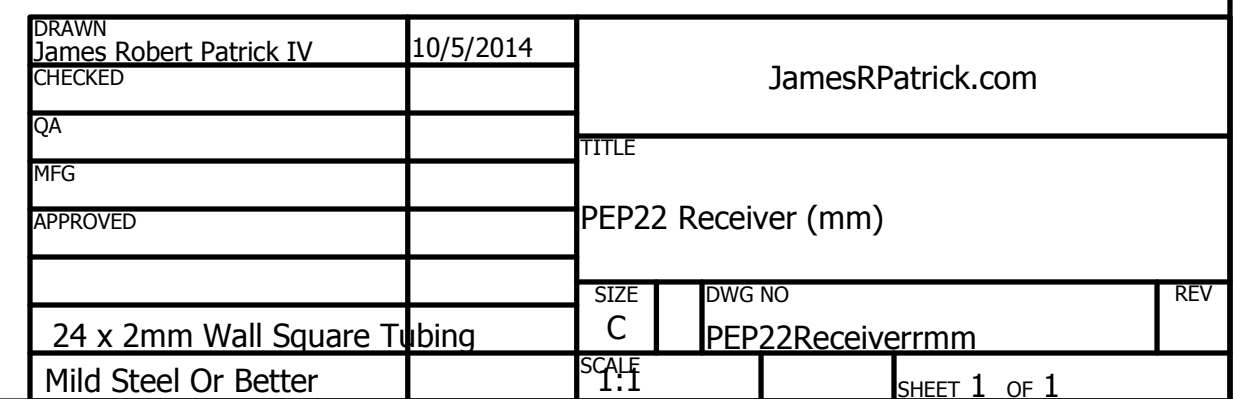 DRAWN
James Robert Patrick IV 10/5/2014
CHECKED
QA
MFG
APPROVED
24 x 2mm Wall Square Tubing
Mild Steel Or Better
JamesRPatrick.com
TITLE
PEP22 Receiver (mm)
SIZE DWG NO REV
C PEP22Receiverrmm
SCALE
1:1 SHEET 1 OF 1